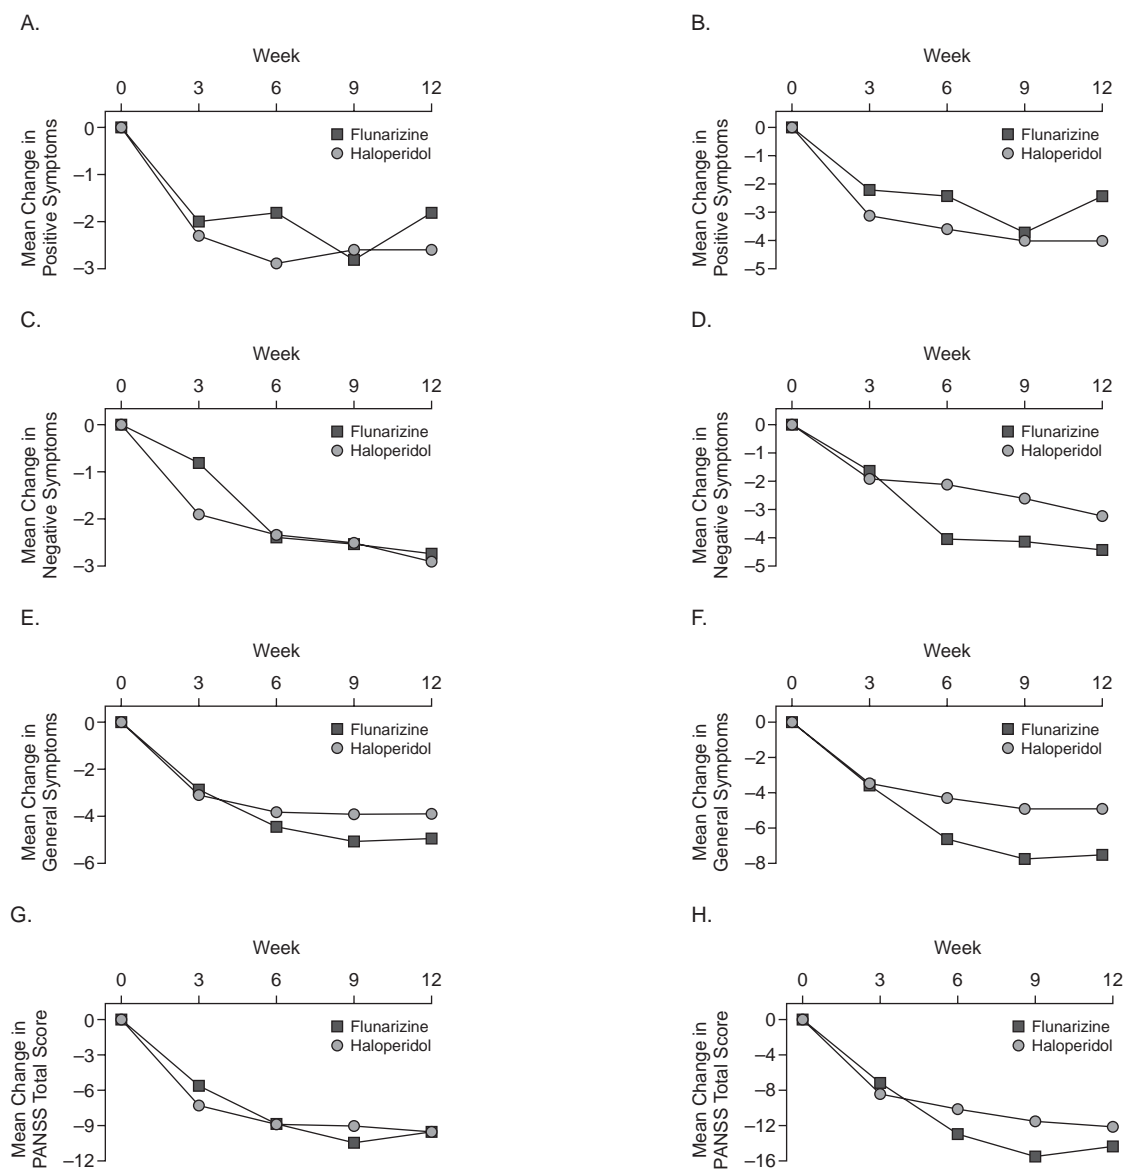 A.
Week
0 3 6 9 12
Mean Change in
Positive Symptoms
0
–1
–2
–3
Flunarizine
Haloperidol
B.
Week
0 3 6 9 12
Mean Change in
Positive Symptoms
0
–1
–2
–3
–4
–5
Flunarizine
Haloperidol
C.
Week
0 3 6 9 12
Mean Change in
Negative Symptoms
0
–1
–2
–3
Flunarizine
Haloperidol
D.
Week
0 3 6 9 12
Mean Change in
Negative Symptoms
0
–1
–2
–3
–4
–5
Flunarizine
Haloperidol
E.
Week
0 3 6 9 12
Mean Change in
General Symptoms
0
–2
–4
–6
Flunarizine
Haloperidol
F.
Week
0 3 6 9 12
Mean Change in
General Symptoms
0
–2
–4
–6
–8
Flunarizine
Haloperidol
G.
Week
0 3 6 9 12
Mean Change in
PANSS Total Score
0
–3
–6
–9
–12
Flunarizine
Haloperidol
H.
Week
0 3 6 9 12
Mean Change in
PANSS Total Score
0
–4
–8
–12
–16
Flunarizine
Haloperidol